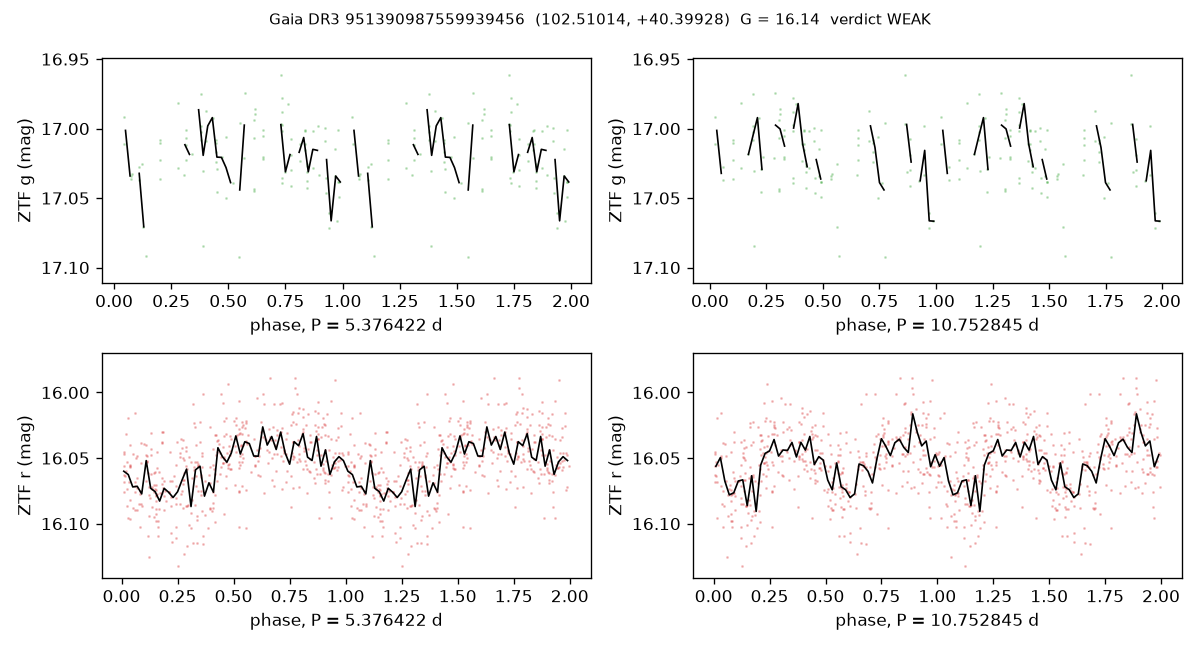 Gaia DR3 951390987559939456 (102.51014, +40.39928) G = 16.14 verdict WEAK
ZTF g (mag)
16.95
17.00
17.05
17.10
0.00 0.25 0.50 0.75 1.00 1.25 1.50 1.75 2.00
phase, P = 5.376422 d
ZTF g (mag)
16.95
17.00
17.05
17.10
0.00 0.25 0.50 0.75 1.00 1.25 1.50 1.75 2.00
phase, P = 10.752845 d
ZTF r (mag)
16.00
16.05
16.10
0.00 0.25 0.50 0.75 1.00 1.25 1.50 1.75 2.00
phase, P = 5.376422 d
ZTF r (mag)
16.00
16.05
16.10
0.00 0.25 0.50 0.75 1.00 1.25 1.50 1.75 2.00
phase, P = 10.752845 d